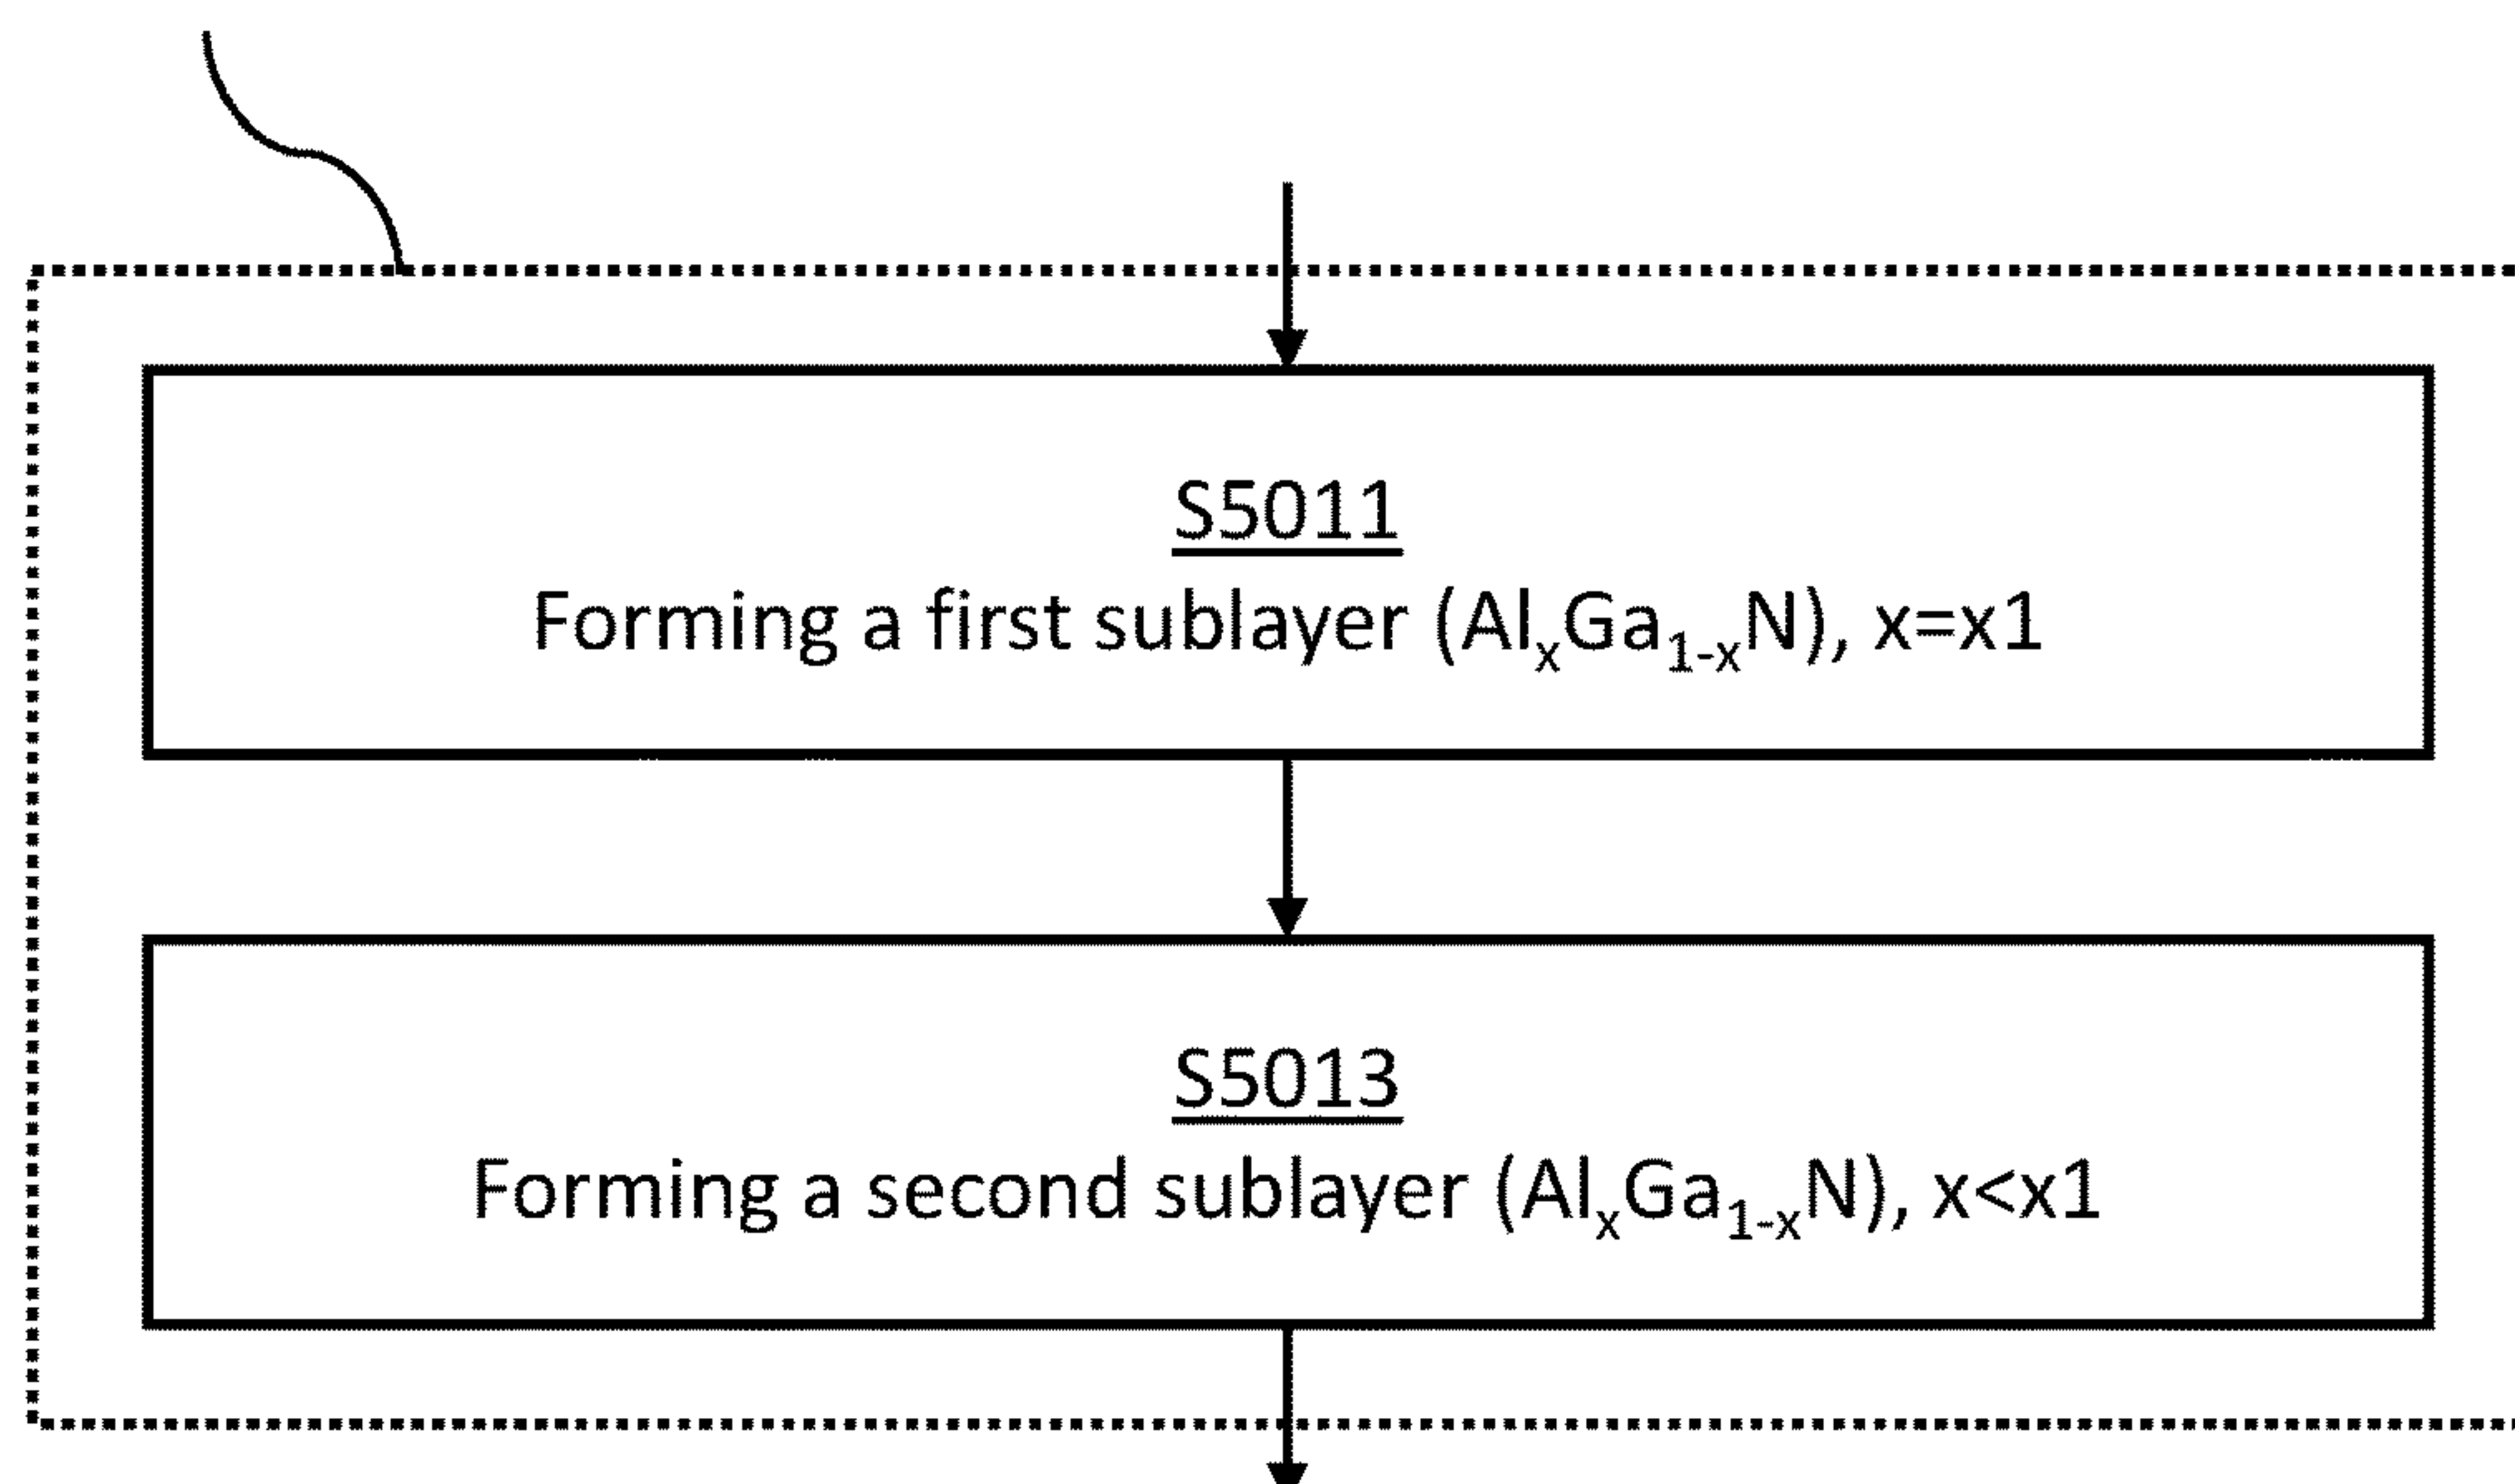 S5011
Forming a first sublayer (AlₓGa₁₋ₓN), x=x1
S5013
Forming a second sublayer (AlₓGa₁₋ₓN), x<x1